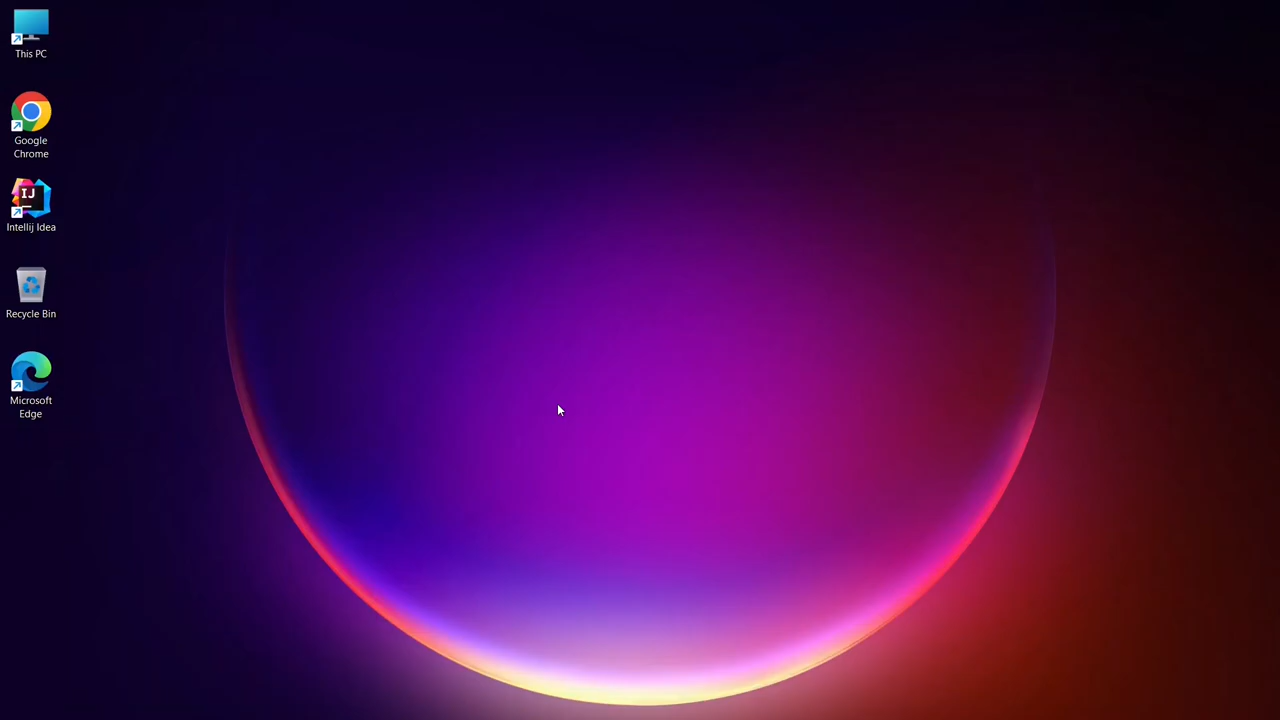 This PC
Google
Chrome
IJ
Intellij Idea
Recycle Bin
Microsoft
Edge